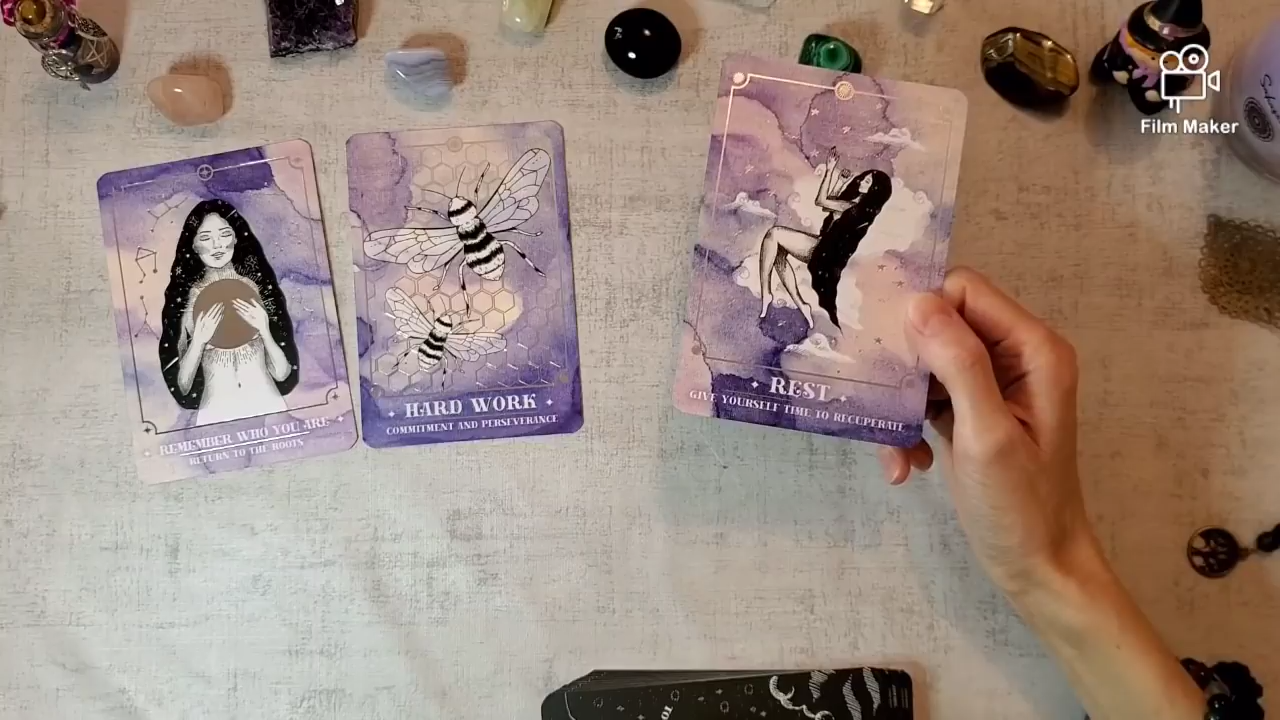 REMEMBER WHO YOU ARE
RETURN TO THE ROOTS
HARD WORK
COMMITMENT AND PERSEVERANCE
REST
GIVE YOURSELF TIME TO RECUPERATE
Film Maker